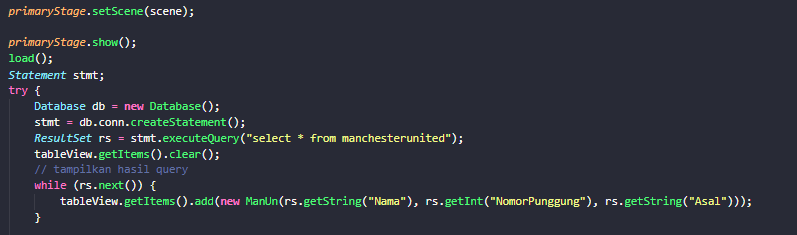 primaryStage.setScene(scene);
primaryStage.show();
load();
Statement stmt;
try {
Database db = new Database();
stmt = db.conn.createStatement();
ResultSet rs = stmt.executeQuery("select * from manchesterunited");
tableView.getItems().clear();
// tampilkan hasil query
while (rs.next()) {
tableView.getItems().add(new ManUn(rs.getString("Nama"), rs.getInt("NomorPunggung"), rs.getString("Asal")));
}